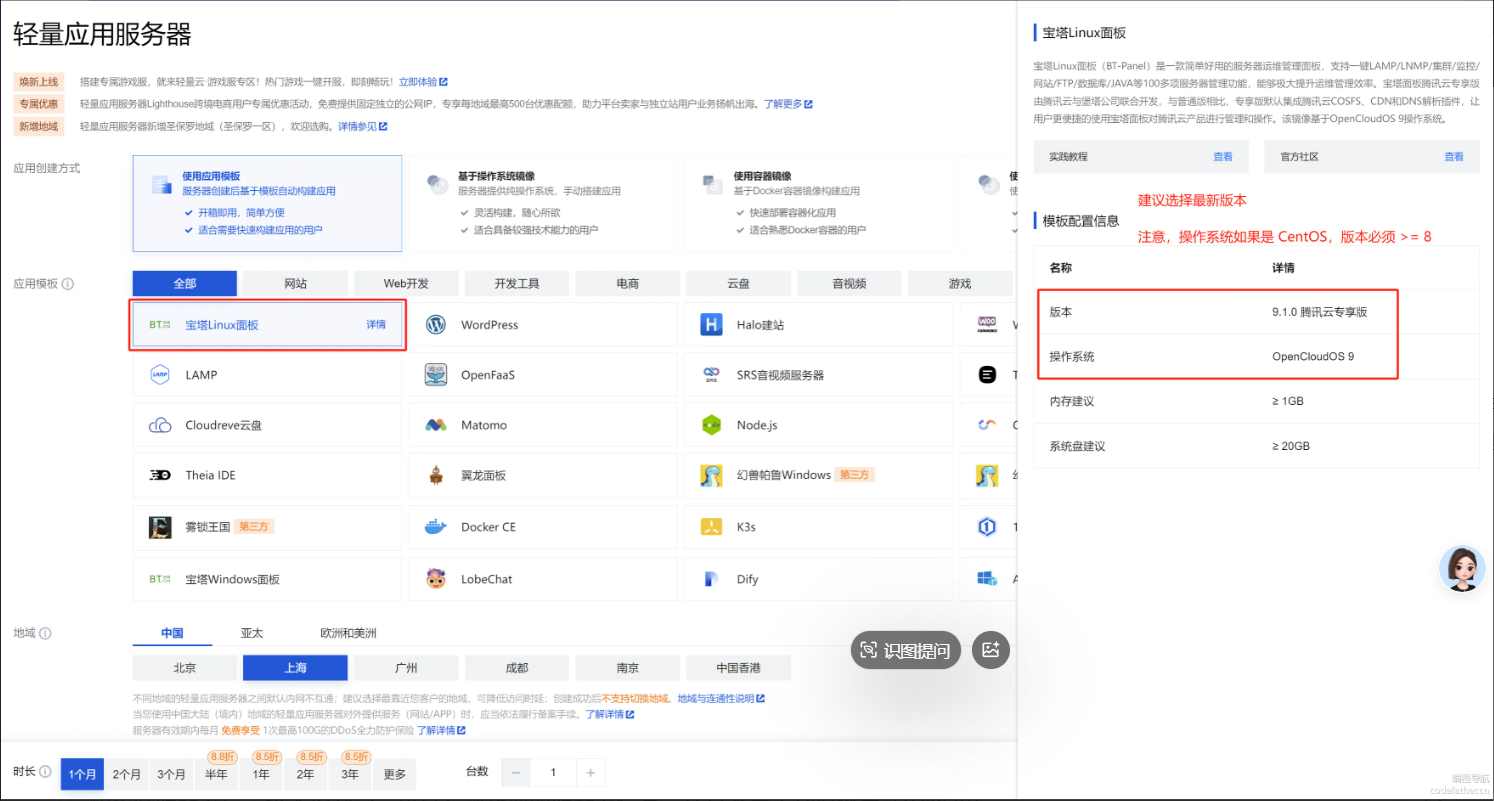 轻量应用服务器
焕新上线 搭建专属游戏服，就来轻量云·游戏服专区！热门游戏一键开服，即刻畅玩！立即体验
专属优惠 轻量应用服务器Lighthouse跨境电商用户专属优惠活动，免费提供固定独立的公网IP，专享每地域最高500台优惠配额，助力平台卖家与独立站用户业务扬帆出海。了解更多
新增地域 轻量应用服务器新增圣保罗地域（圣保罗一区），欢迎选购。详情参见
应用创建方式
使用应用模板
服务器创建后基于模板自动构建应用
开箱即用，简单方便
适合需要快速构建应用的用户
基于操作系统镜像
服务器提供纯操作系统，手动搭建应用
灵活构建，随心所欲
适合具备较强技术能力的用户
使用容器镜像
基于Docker容器镜像构建应用
快速部署容器化应用
适合熟悉Docker容器的用户
应用模板
全部 网站 Web开发 开发工具 电商 云盘 音视频 游戏
BT.宝塔 宝塔Linux面板 详情 WordPress H Halo建站 WOO COMMERCE W
LAMP LAMP OpenFaaS SRS SRS音视频服务器 T
Cloudreve云盘 Matomo Node.js C
Theia IDE 翼龙面板 幻兽帕鲁Windows 第三方
雾锁王国 第三方 Docker CE K3s 1
BT.宝塔 宝塔Windows面板 LobeChat Dify A
地域
中国 亚太 欧洲和美洲
北京 上海 广州 成都 南京 中国香港
不同地域的轻量应用服务器之间默认内网不互通；建议选择最靠近您客户的地域，可降低访问时延；创建成功后不支持切换地域。地域与连通性说明
当您使用中国大陆（境内）地域的轻量应用服务器对外提供服务（网站/APP）时，应当依法履行备案手续。了解详情
服务器有效期内每月 免费享受 1次最高100G的DDoS全力防护保险 了解详情
时长 1个月 2个月 3个月 8.8折 半年 8.5折 1年 8.5折 2年 8.5折 3年 更多 台数 − 1 +
识图提问
宝塔Linux面板
宝塔Linux面板（BT-Panel）是一款简单好用的服务器运维管理面板，支持一键LAMP/LNMP/集群/监控/
网站/FTP/数据库/JAVA等100多项服务器管理功能，能够极大提升运维管理效率。宝塔面板腾讯云专享版
由腾讯云与堡塔公司联合开发，与普通版相比，专享版默认集成腾讯云COSFS、CDN和DNS解析插件，让
用户更便捷的使用宝塔面板对腾讯云产品进行管理和操作。该镜像基于OpenCloudOS 9操作系统。
实践教程 查看 官方社区 查看
建议选择最新版本
模板配置信息
注意，操作系统如果是 CentOS，版本必须 >= 8
名称 详情
版本 9.1.0 腾讯云专享版
操作系统 OpenCloudOS 9
内存建议 ≥ 1GB
系统盘建议 ≥ 20GB
编程导航
codefather.cn